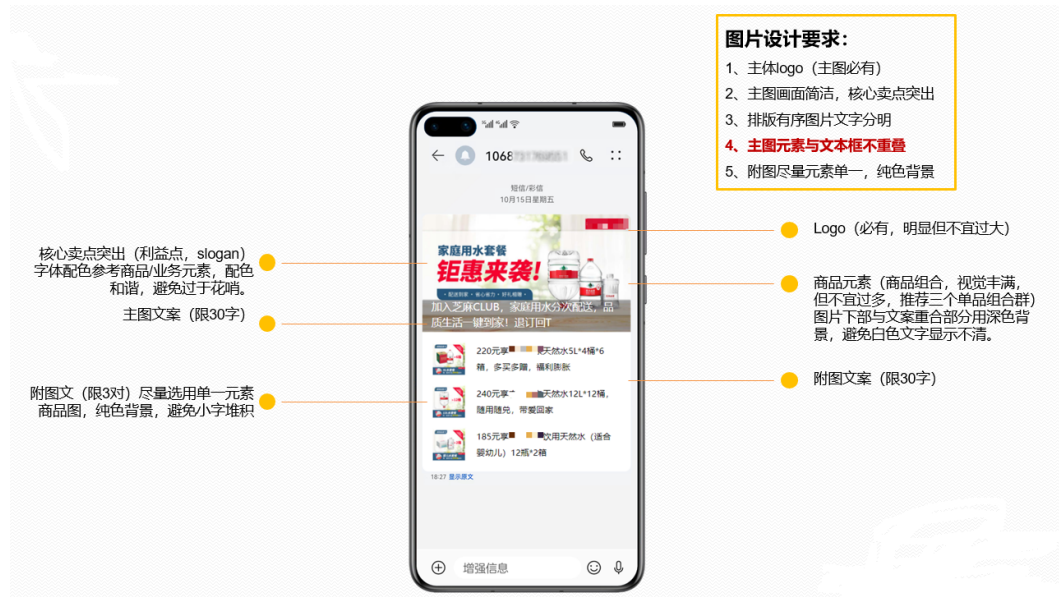 图片设计要求：
1、主体logo（主图必有）
2、主图画面简洁，核心卖点突出
3、排版有序图片文字分明
4、主图元素与文本框不重叠
5、附图尽量元素单一，纯色背景
核心卖点突出（利益点，slogan）
字体配色参考商品/业务元素，配色
和谐，避免过于花哨。
主图文案（限30字）
附图文（限3对）尽量选用单一元素
商品图，纯色背景，避免小字堆积
1068
短信/彩信
10月15日星期五
家庭用水套餐
钜惠来袭!
·配送到家·省心省力·好礼相赠·
加入芝麻CLUB，家庭用水分次配送，品
质生活一键到家！退订回T
220元享 天然水5L*4桶*6
箱，多买多赠，福利膨胀
240元享 天然水12L*12桶，
随用随兑，带爱回家
185元享 饮用天然水（适合
婴幼儿）12瓶*2箱
18:27 显示原文
增强信息
Logo（必有，明显但不宜过大）
商品元素（商品组合，视觉丰满，
但不宜过多，推荐三个单品组合群）
图片下部与文案重合部分用深色背
景，避免白色文字显示不清。
附图文案（限30字）